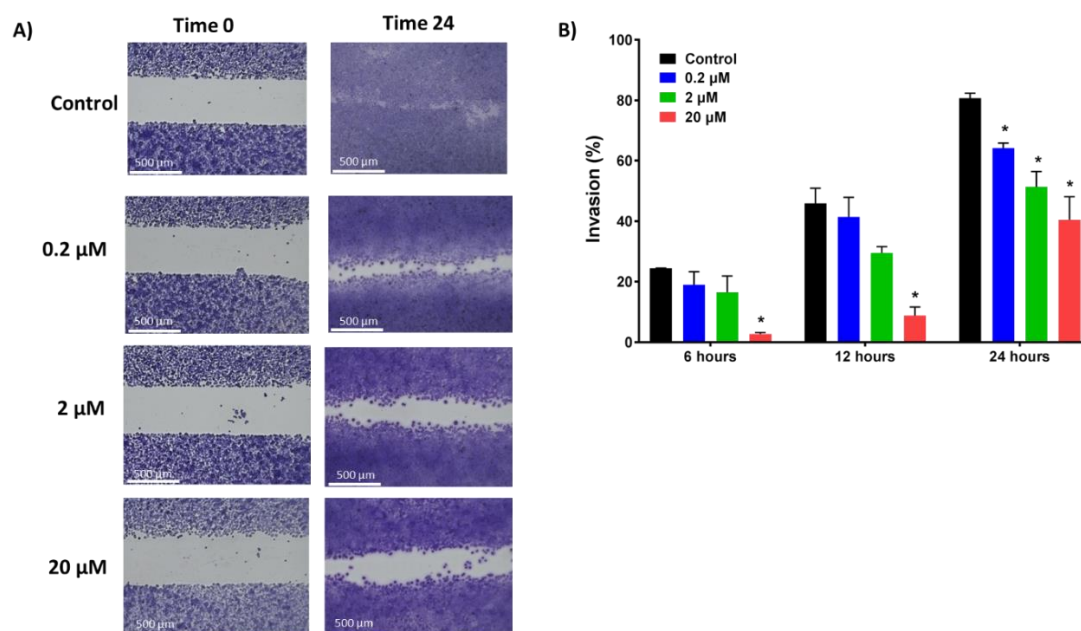 A)
Time 0
Time 24
Control
500 µm
500 µm
0.2 µM
500 µm
500 µm
2 µM
500 µm
500 µm
20 µM
500 µm
500 µm
B)
Control
0.2 µM
2 µM
20 µM
Invasion (%)
100
80
60
40
20
0
*
*
*
*
*
6 hours
12 hours
24 hours